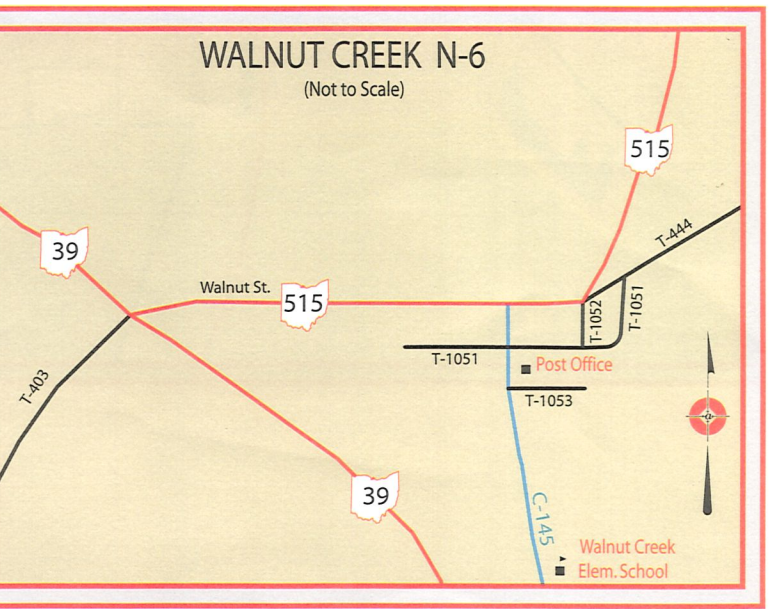 WALNUT CREEK N-6
(Not to Scale)
515
T-444
39
Walnut St.
515
T-1052
T-1051
T-1051
Post Office
T-403
T-1053
a
39
C-145
Walnut Creek
Elem. School